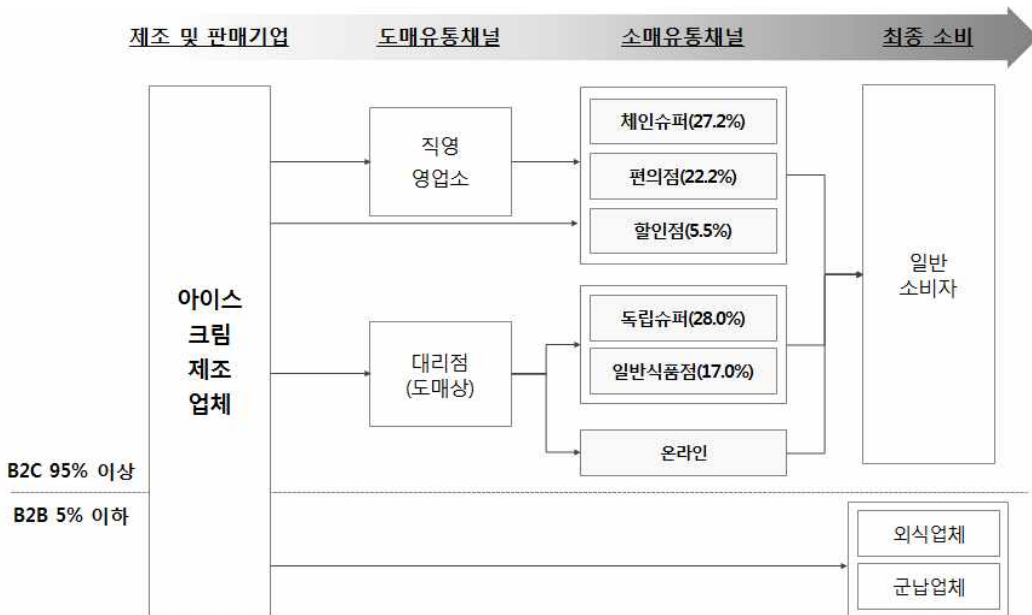 제조 및 판매기업
도매유통채널
소매유통채널
최종 소비
아이스
크림
제조
업체
직영
영업소
대리점
(도매상)
체인슈퍼(27.2%)
편의점(22.2%)
할인점(5.5%)
독립슈퍼(28.0%)
일반식품점(17.0%)
온라인
일반
소비자
B2C 95% 이상
B2B 5% 이하
외식업체
군납업체